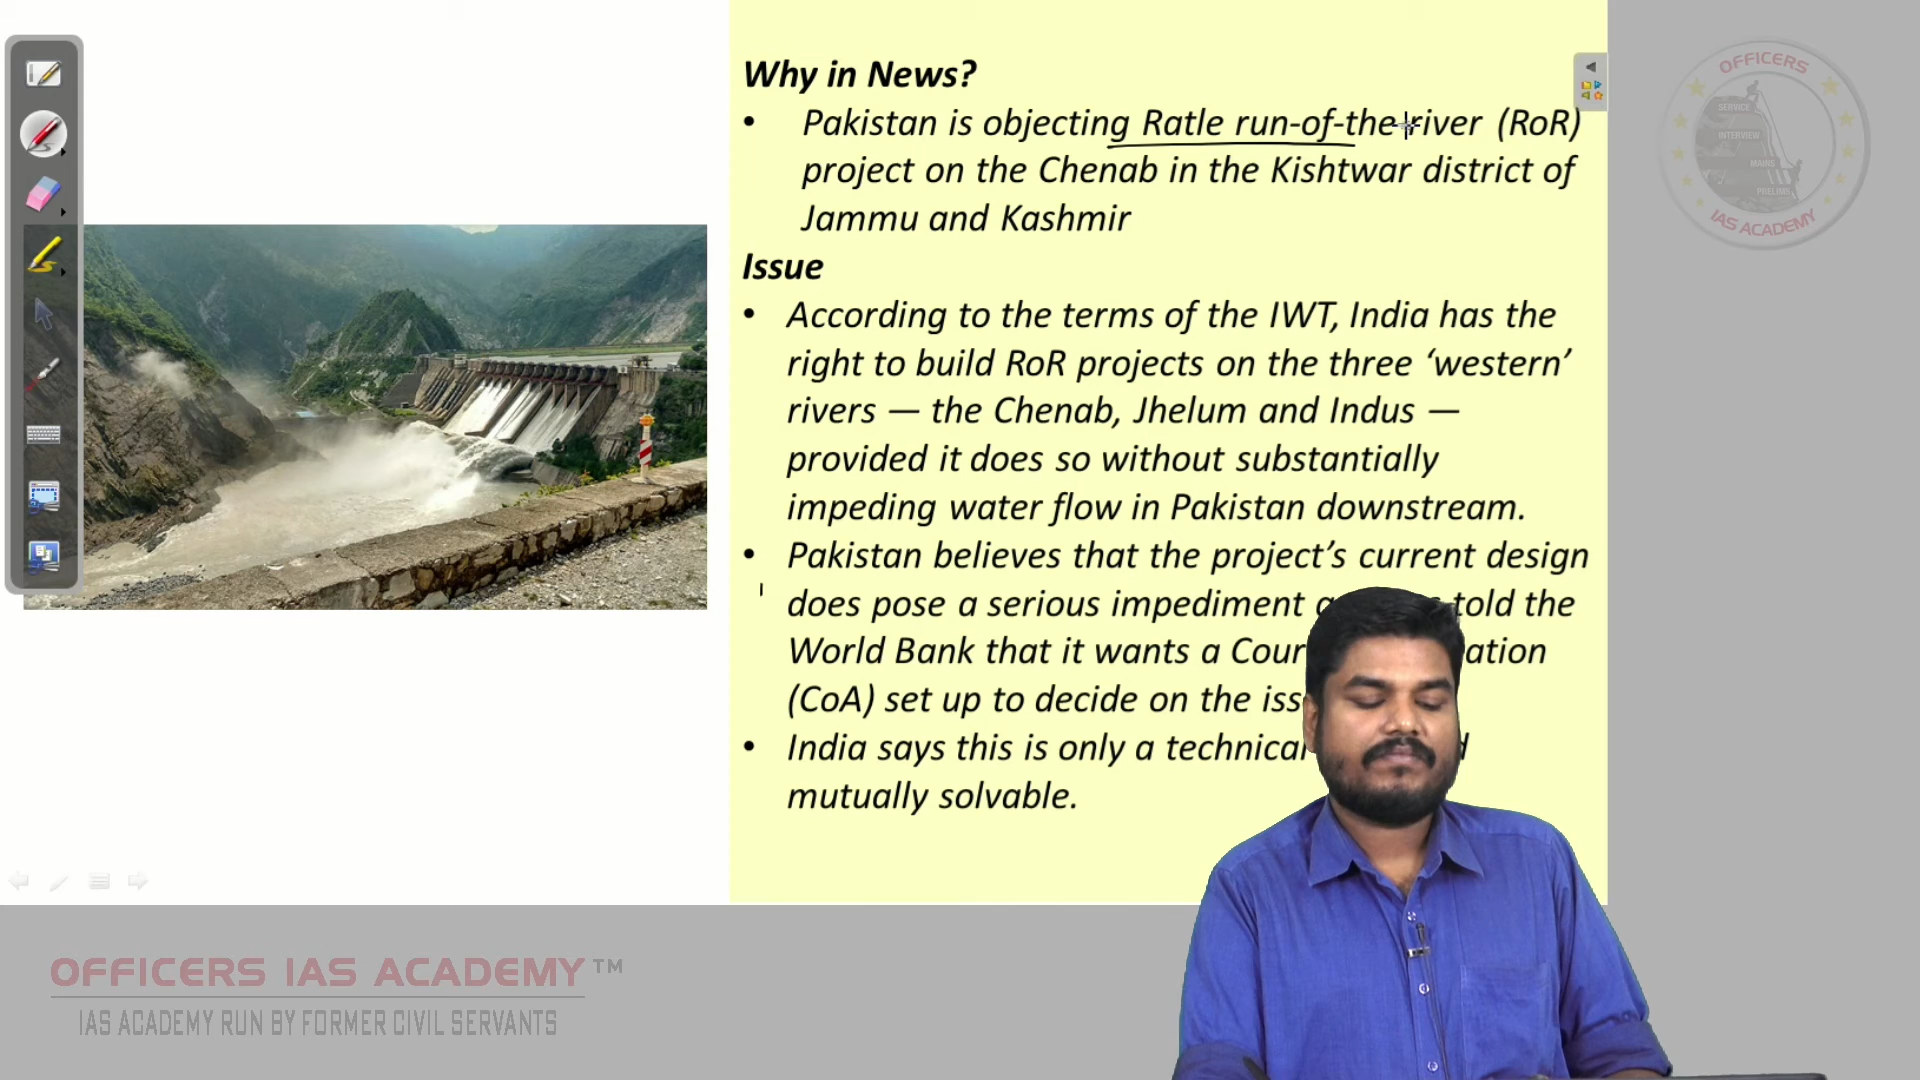 Why in News?
• Pakistan is objecting Ratle run-of-the-river (RoR)
project on the Chenab in the Kishtwar district of
Jammu and Kashmir
Issue
• According to the terms of the IWT, India has the
right to build RoR projects on the three ‘western’
rivers — the Chenab, Jhelum and Indus —
provided it does so without substantially
impeding water flow in Pakistan downstream.
• Pakistan believes that the project’s current design
does pose a serious impediment told the
World Bank that it wants a
(CoA) set up to decide on the
• India says this is only a technical
mutually solvable.
OFFICERS
SERVICE
INTERVIEW
MAINS
PRELIMS
IAS ACADEMY
OFFICERS IAS ACADEMY™
IAS ACADEMY RUN BY FORMER CIVIL SERVANTS